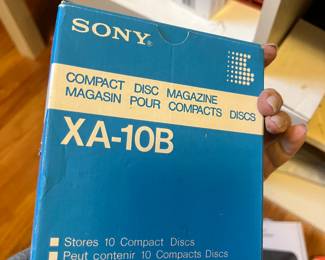 SONY®
COMPACT DISC MAGAZINE
MAGASIN POUR COMPACTS DISCS
XA-10B
■ Stores 10 Compact Discs
■ Peut contenir 10 Compacts Discs